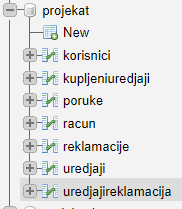 projekat
New
korisnici
kupljeniuredjaji
poruke
racun
reklamacije
uredjaji
uredjajireklamacija